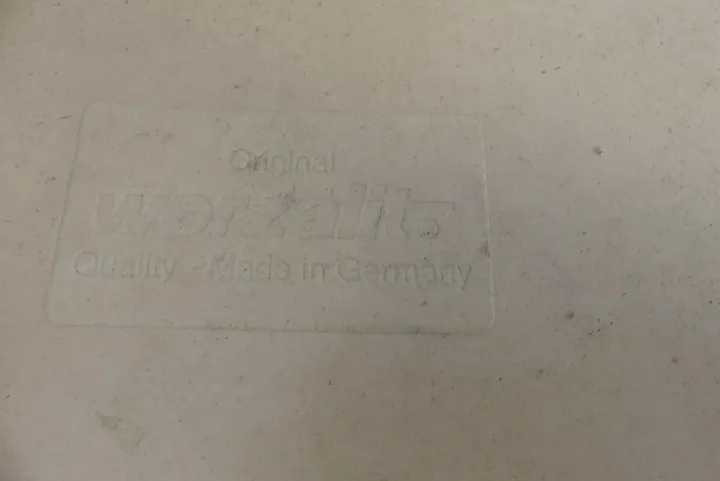 Original
werzalit
Quality - Made in Germany